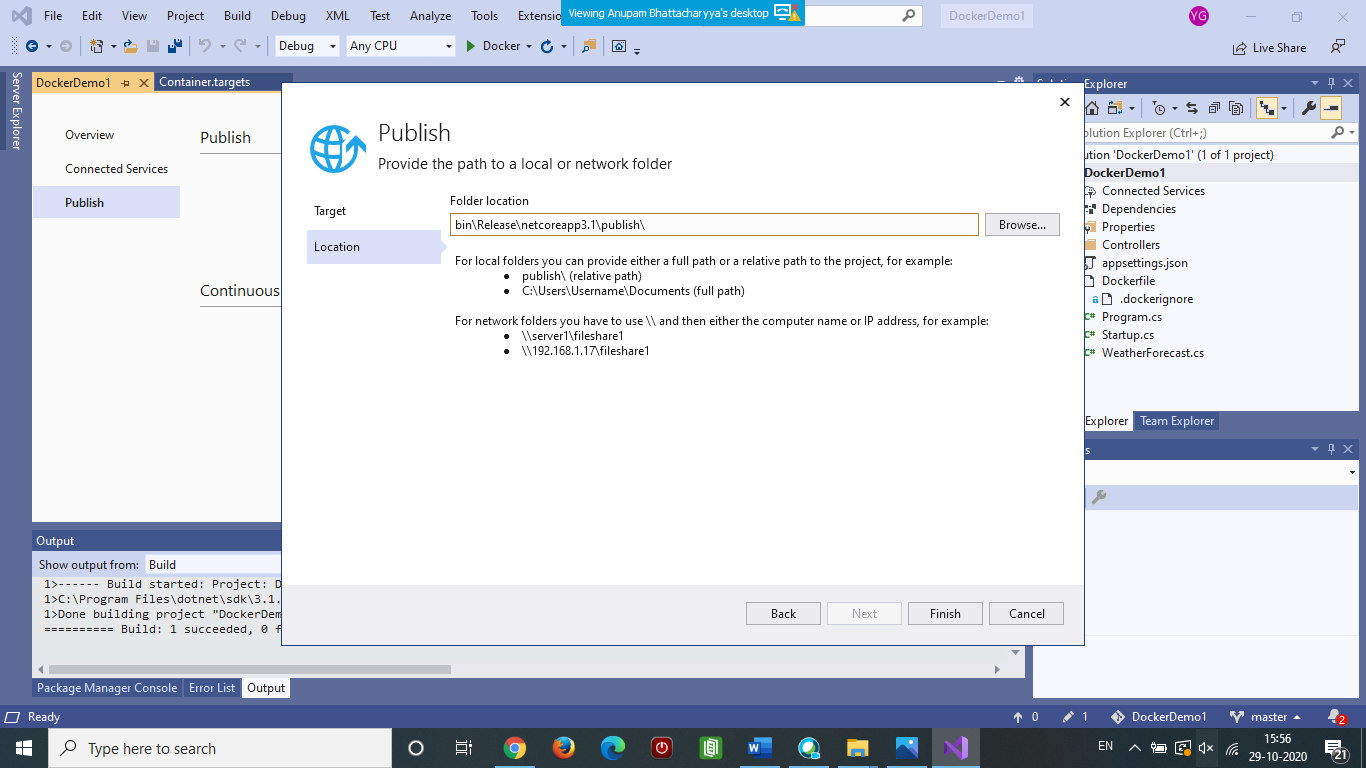 File Edit View Project Build Debug XML Test Analyze Tools Extensio
Viewing Anupam Bhattacharyya's desktop
DockerDemo1
YG
Debug Any CPU Docker
Live Share
Server Explorer
DockerDemo1 Container.targets
Overview
Connected Services
Publish
Publish
Continuous
Publish
Provide the path to a local or network folder
Target
Location
Folder location
bin\Release\netcoreapp3.1\publish\
Browse...
For local folders you can provide either a full path or a relative path to the project, for example:
● publish\ (relative path)
● C:\Users\Username\Documents (full path)
For network folders you have to use \\ and then either the computer name or IP address, for example:
● \\server1\fileshare1
● \\192.168.1.17\fileshare1
Back Next Finish Cancel
Explorer
olution Explorer (Ctrl+;)
ution 'DockerDemo1' (1 of 1 project)
DockerDemo1
Connected Services
Dependencies
Properties
Controllers
appsettings.json
Dockerfile
.dockerignore
C# Program.cs
C# Startup.cs
C# WeatherForecast.cs
Explorer Team Explorer
s
Output
Show output from: Build
1>------ Build started: Project: D
1>C:\Program Files\dotnet\sdk\3.1.
1>Done building project "DockerDem
========== Build: 1 succeeded, 0 f
Package Manager Console Error List Output
Ready
0 1 DockerDemo1 master 2
Type here to search
EN
15:56
29-10-2020
21